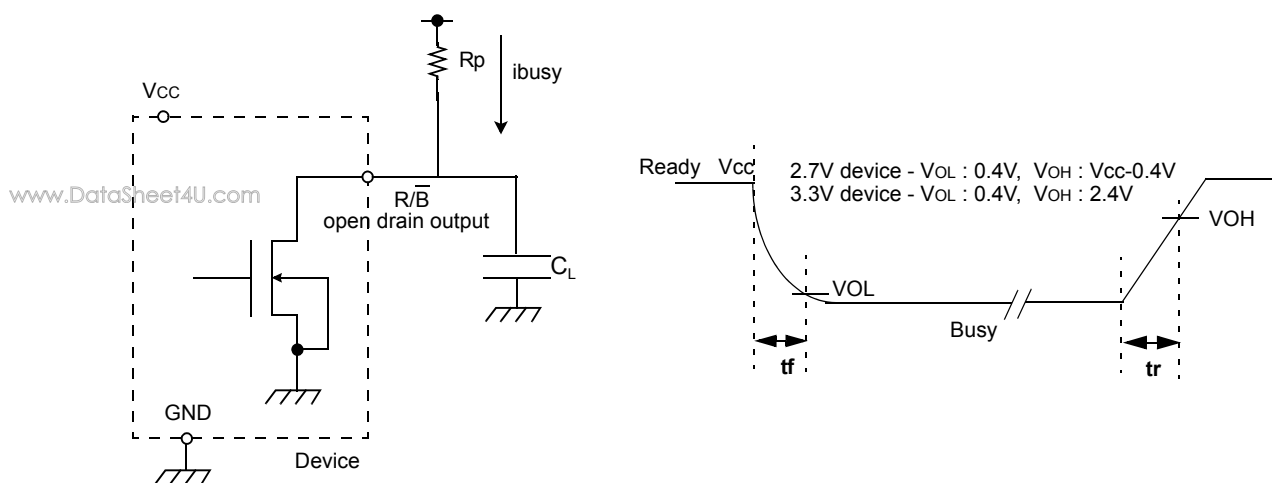 Rp
ibusy
VCC
www.DataSheet4U.com
R/B̅
open drain output
CL
GND
Device
Ready Vcc
2.7V device - VOL : 0.4V, VOH : Vcc-0.4V
3.3V device - VOL : 0.4V, VOH : 2.4V
VOH
VOL
Busy
tf
tr